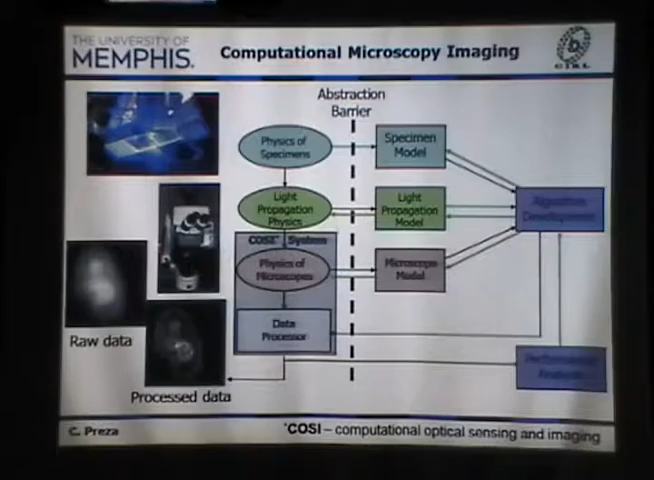 THE UNIVERSITY OF
MEMPHIS.
Computational Microscopy Imaging
CIRL
Abstraction
Barrier
Physics of
Specimens
Specimen
Model
Light
Propagation
Physics
Light
Propagation
Model
Algorithm
Development
COSI* System
Physics of
Microscopes
Microscope
Model
Data
Processor
Raw data
Processed data
Performance
C. Preza
*COSI – computational optical sensing and imaging